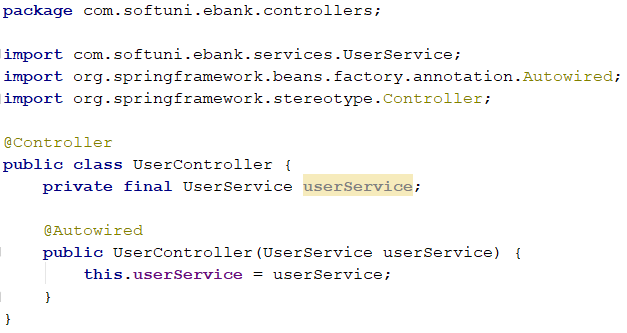 package com.softuni.ebank.controllers;
import com.softuni.ebank.services.UserService;
import org.springframework.beans.factory.annotation.Autowired;
import org.springframework.stereotype.Controller;
@Controller
public class UserController {
private final UserService userService;
@Autowired
public UserController(UserService userService) {
this.userService = userService;
}
}